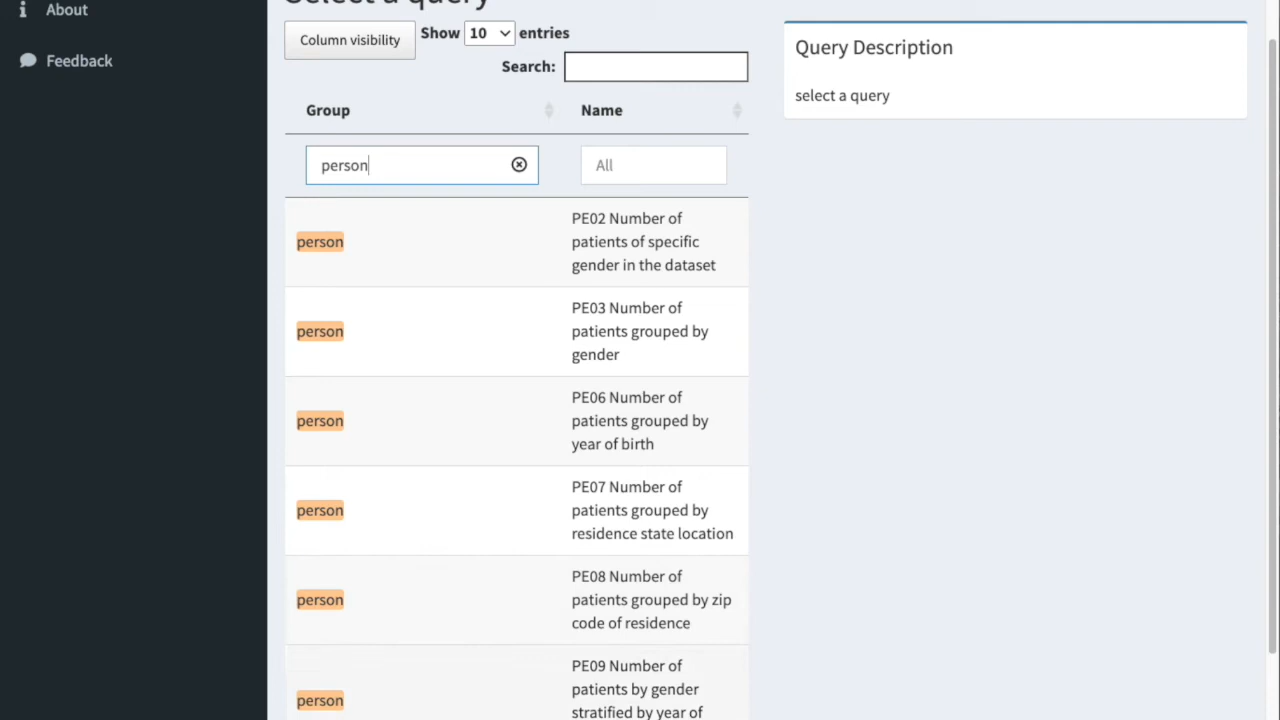 About
Feedback
Select a query
Column visibility
Show 10 entries
Search:
Group
Name
person
All
person
PE02 Number of
patients of specific
gender in the dataset
person
PE03 Number of
patients grouped by
gender
person
PE06 Number of
patients grouped by
year of birth
person
PE07 Number of
patients grouped by
residence state location
person
PE08 Number of
patients grouped by zip
code of residence
person
PE09 Number of
patients by gender
stratified by year of
Query Description
select a query